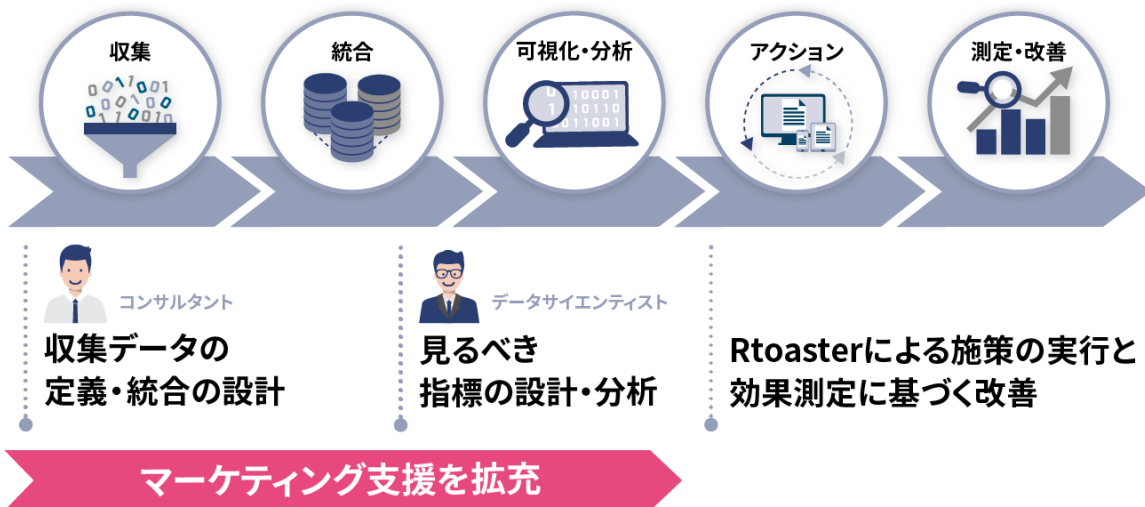 収集
統合
可視化・分析
アクション
測定・改善
コンサルタント
収集データの
定義・統合の設計
データサイエンティスト
見るべき
指標の設計・分析
Rtoasterによる施策の実行と
効果測定に基づく改善
マーケティング支援を拡充